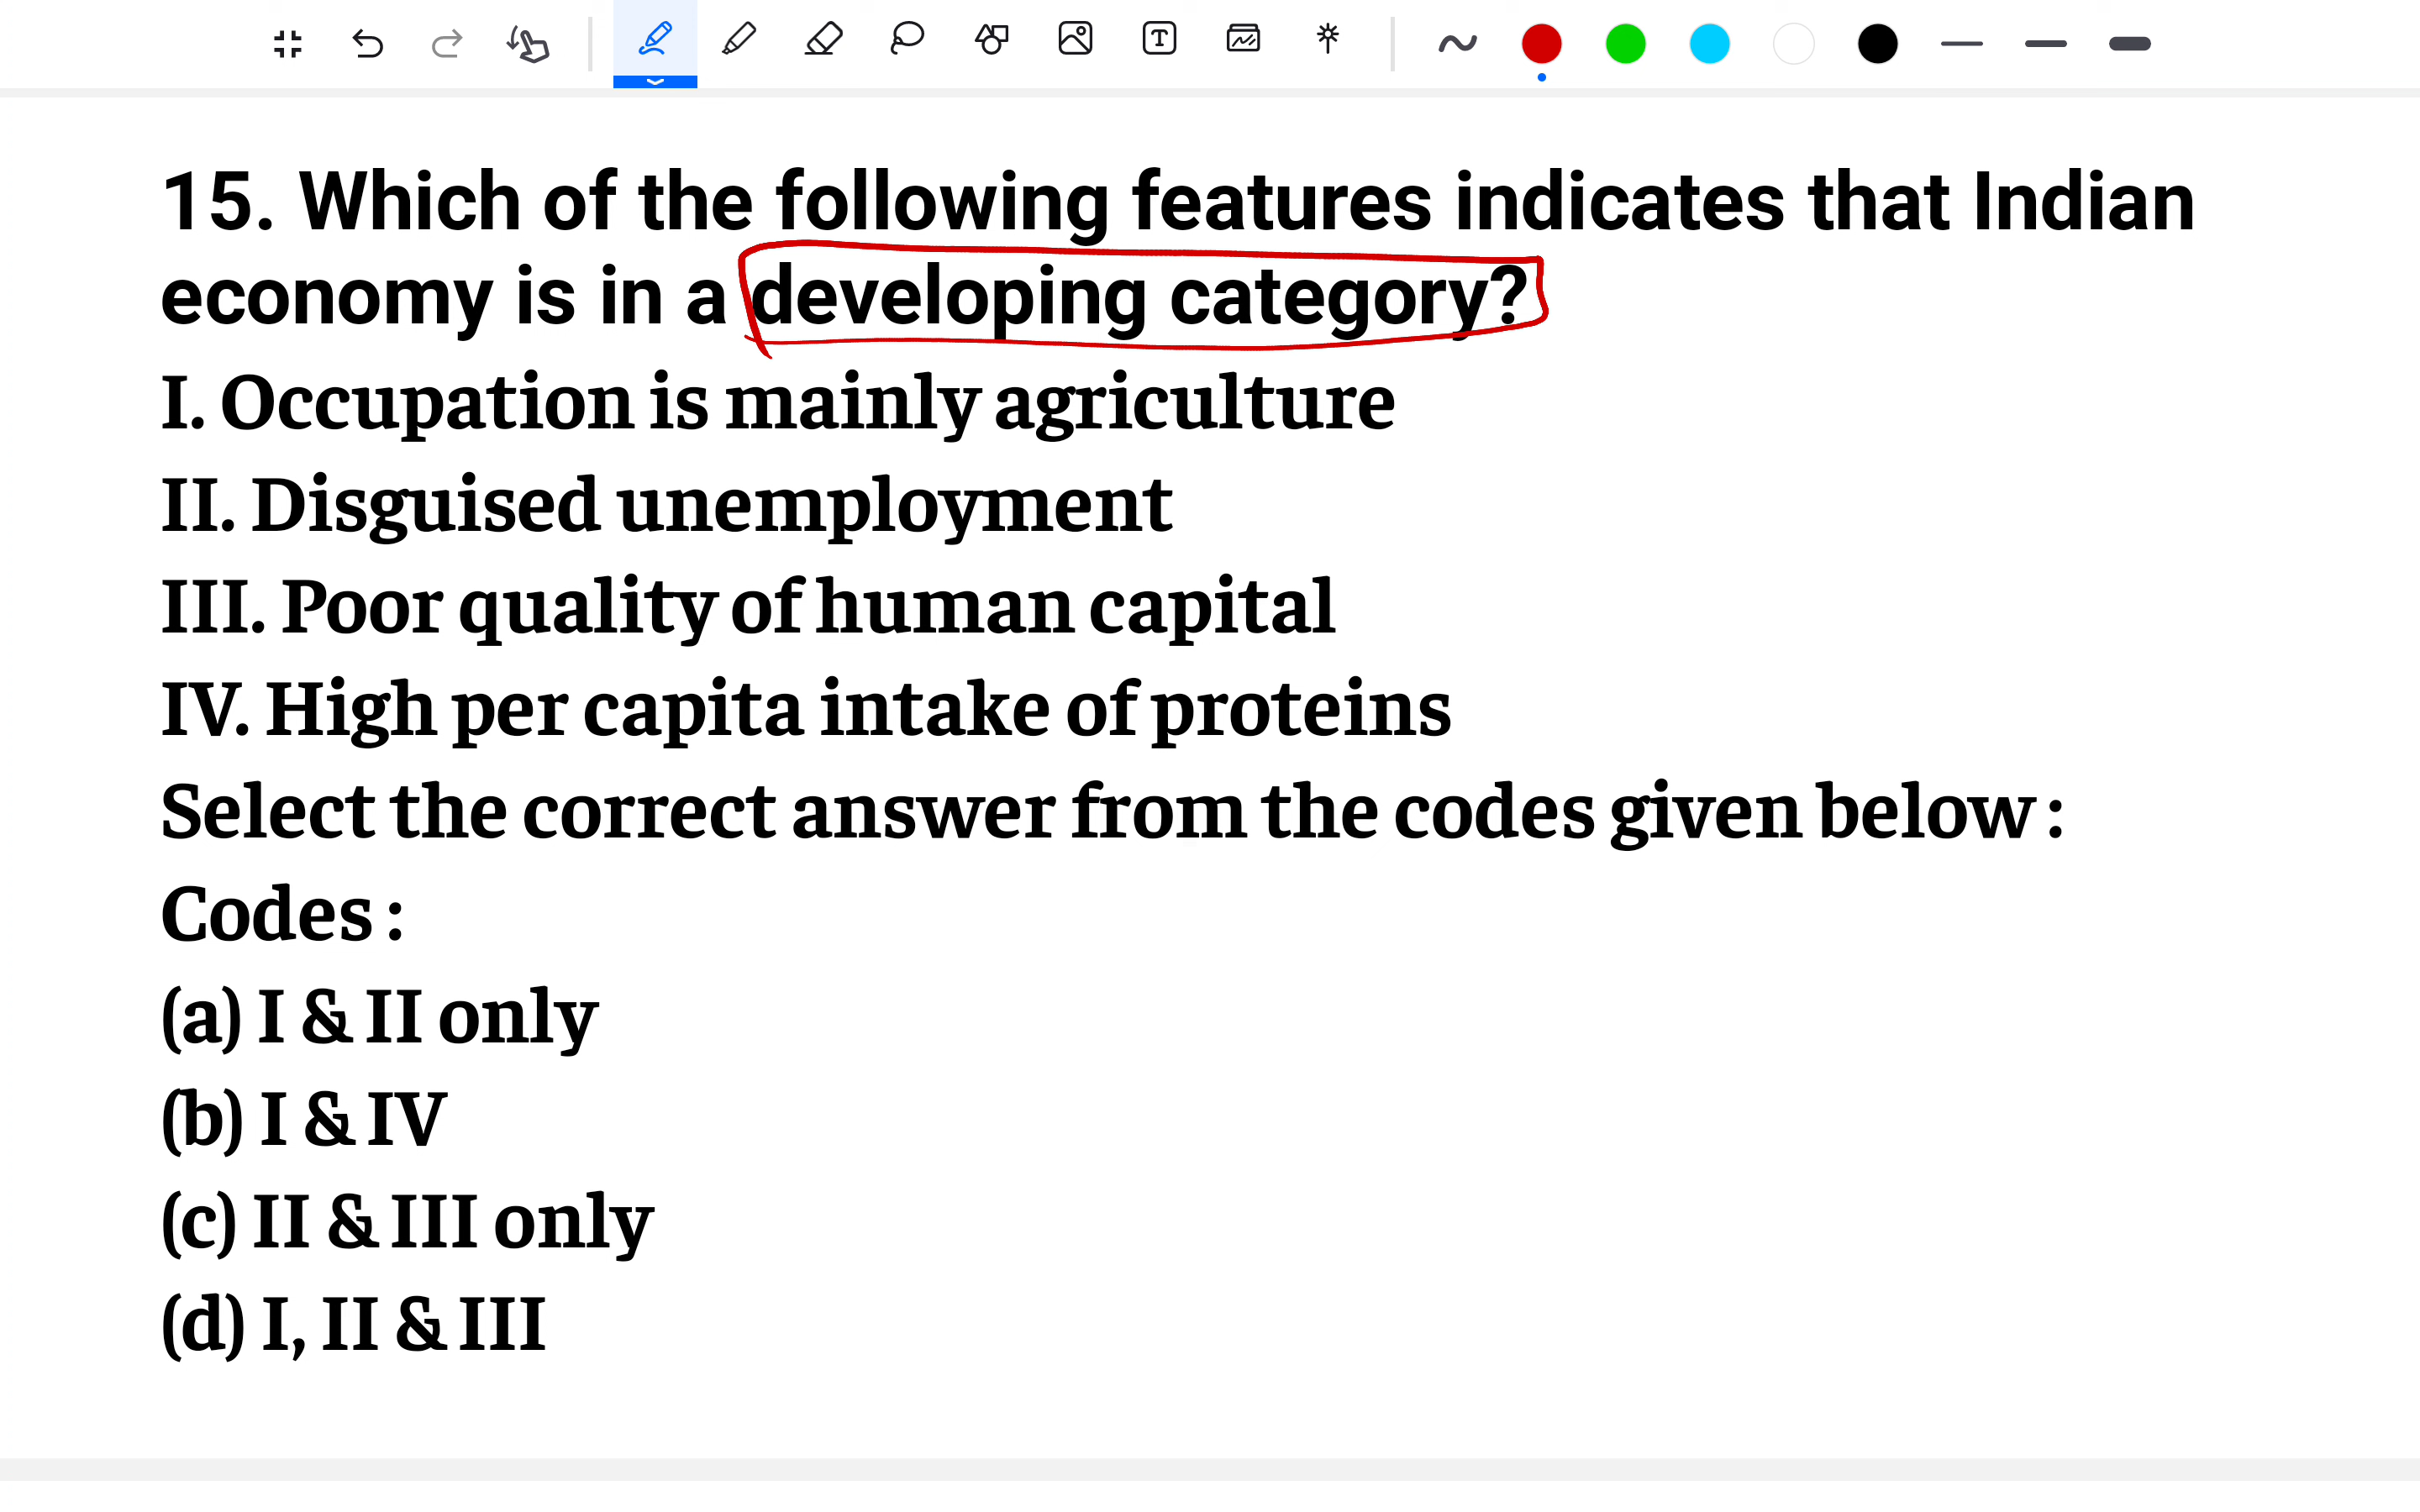 15. Which of the following features indicates that Indian
economy is in a developing category?
I. Occupation is mainly agriculture
II. Disguised unemployment
III. Poor quality of human capital
IV. High per capita intake of proteins
Select the correct answer from the codes given below :
Codes :
(a) I & II only
(b) I & IV
(c) II & III only
(d) I, II & III